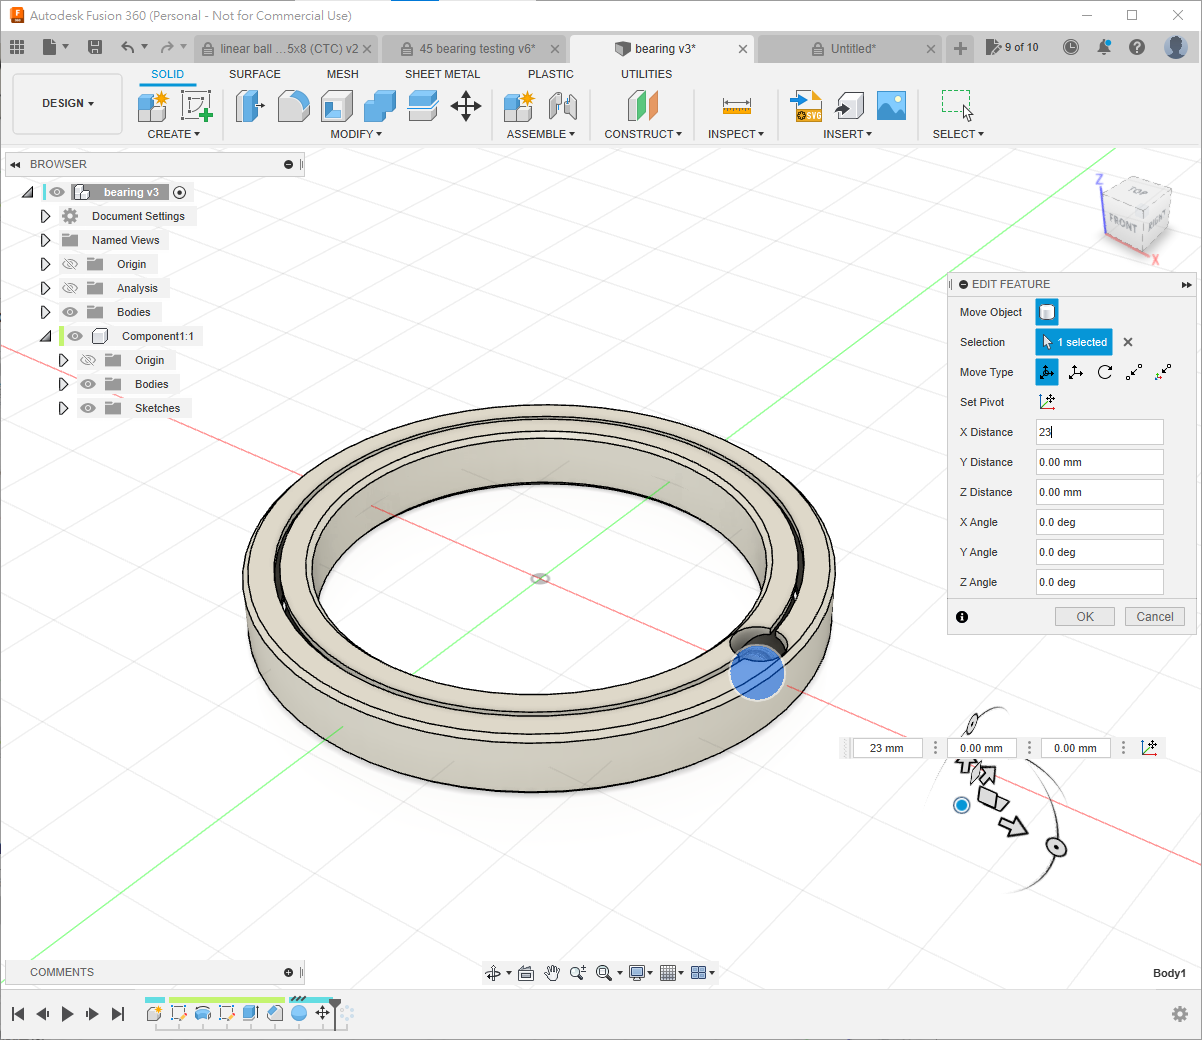 Autodesk Fusion 360 (Personal - Not for Commercial Use)
linear ball ...5x8 (CTC) v2
45 bearing testing v6*
bearing v3*
Untitled*
9 of 10
SOLID
SURFACE
MESH
SHEET METAL
PLASTIC
UTILITIES
DESIGN
CREATE
MODIFY
ASSEMBLE
CONSTRUCT
INSPECT
SVG
INSERT
SELECT
BROWSER
bearing v3
Document Settings
Named Views
Origin
Analysis
Bodies
Component1:1
Origin
Bodies
Sketches
Z
TOP
FRONT
RIGHT
X
EDIT FEATURE
Move Object
Selection
1 selected
Move Type
Set Pivot
X Distance
23
Y Distance
0.00 mm
Z Distance
0.00 mm
X Angle
0.0 deg
Y Angle
0.0 deg
Z Angle
0.0 deg
OK
Cancel
23 mm
0.00 mm
0.00 mm
COMMENTS
Body1